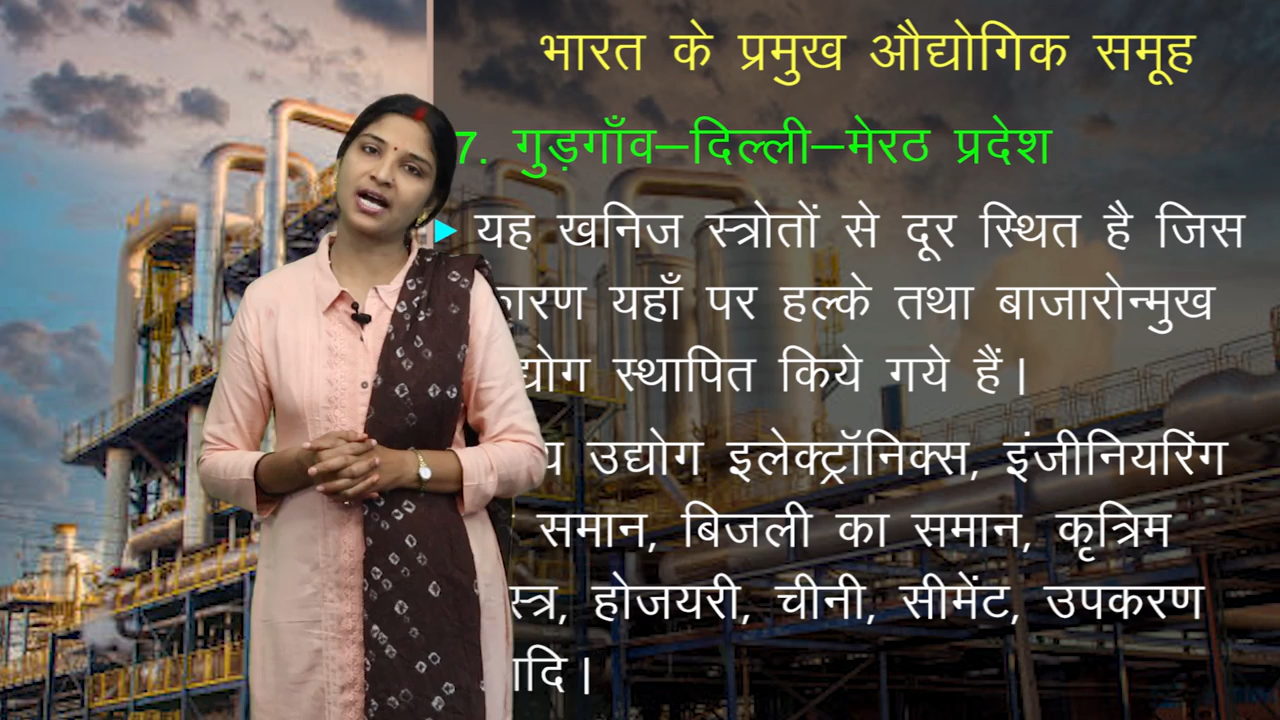 भारत के प्रमुख औद्योगिक समूह
7. गुड़गाँव–दिल्ली–मेरठ प्रदेश
यह खनिज स्त्रोतों से दूर स्थित है जिस
यहाँ पर हल्के तथा बाजारोन्मुख
स्थापित किये गये हैं।
उद्योग इलेक्ट्रॉनिक्स, इंजीनियरिंग
समान, बिजली का समान, कृत्रिम
होजयरी, चीनी, सीमेंट, उपकरण